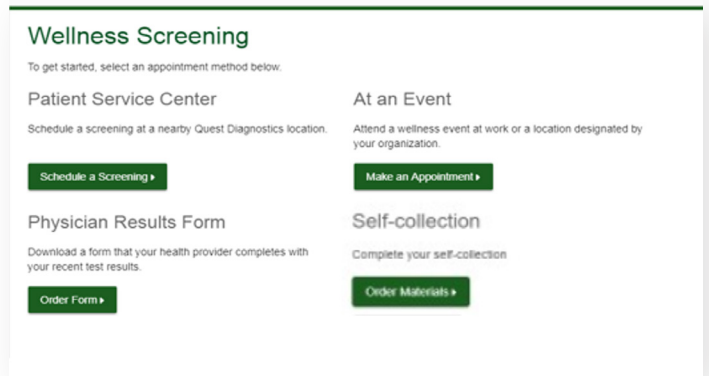 Wellness Screening
To get started, select an appointment method below.
Patient Service Center
Schedule a screening at a nearby Quest Diagnostics location.
Schedule a Screening
At an Event
Attend a wellness event at work or a location designated by
your organization.
Make an Appointment
Physician Results Form
Download a form that your health provider completes with
your recent test results.
Order Form
Self-collection
Complete your self-collection
Order Materials